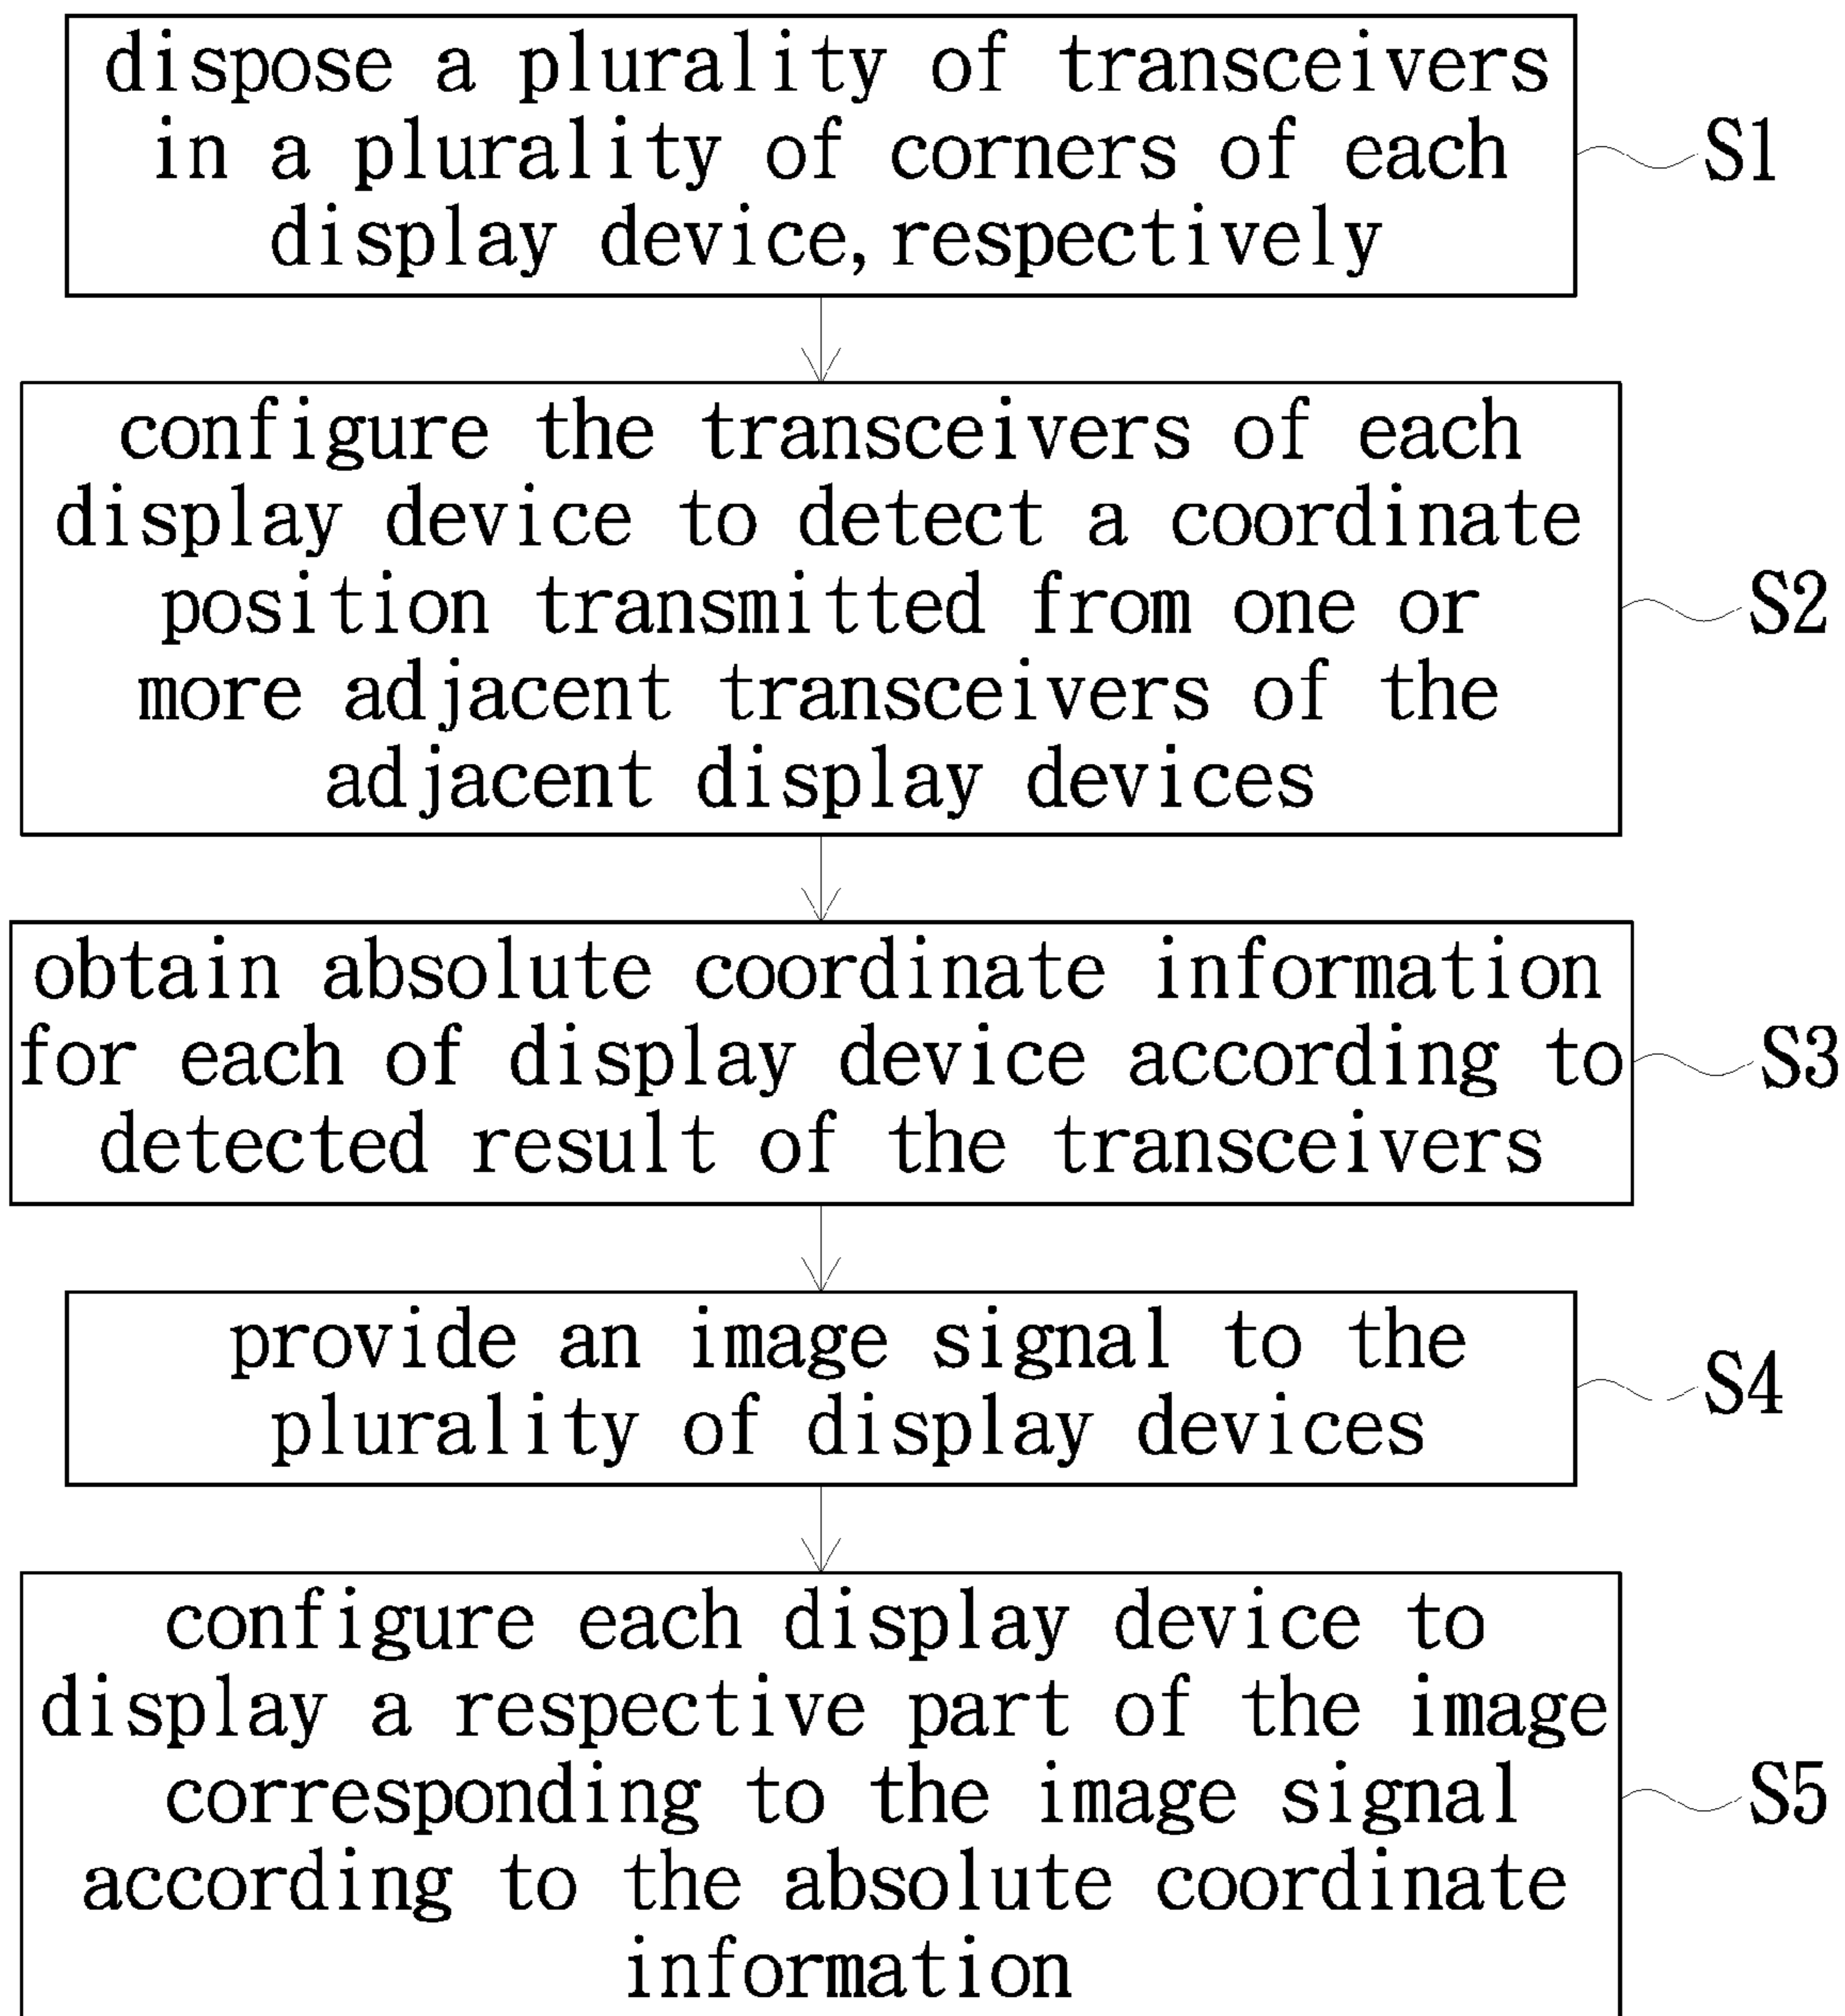 dispose a plurality of transceivers
in a plurality of corners of each
display device, respectively
S1
configure the transceivers of each
display device to detect a coordinate
position transmitted from one or
more adjacent transceivers of the
adjacent display devices
S2
obtain absolute coordinate information
for each of display device according to
detected result of the transceivers
S3
provide an image signal to the
plurality of display devices
S4
configure each display device to
display a respective part of the image
corresponding to the image signal
according to the absolute coordinate
information
S5